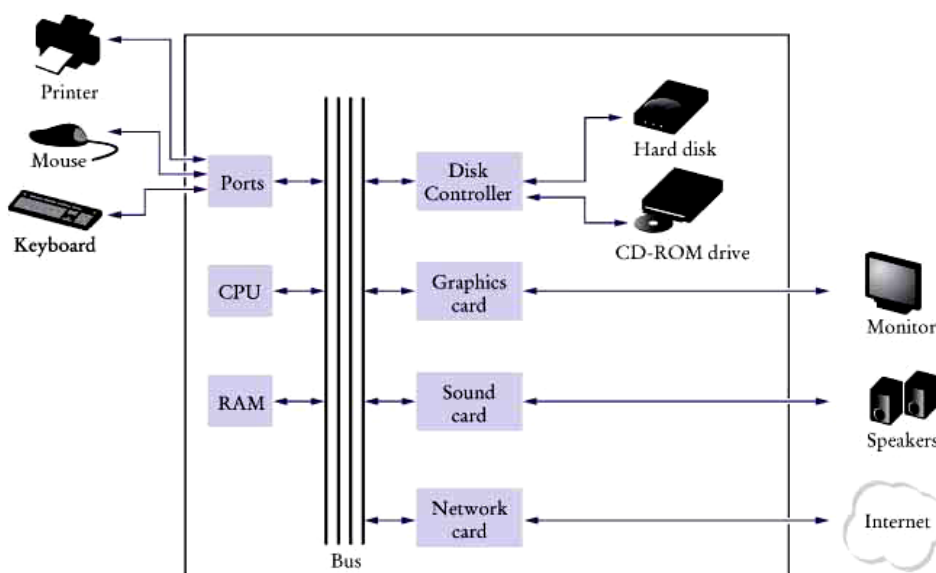 Printer
Mouse
Keyboard
Ports
CPU
RAM
Bus
Disk
Controller
Graphics
card
Sound
card
Network
card
Hard disk
CD-ROM drive
Monitor
Speakers
Internet